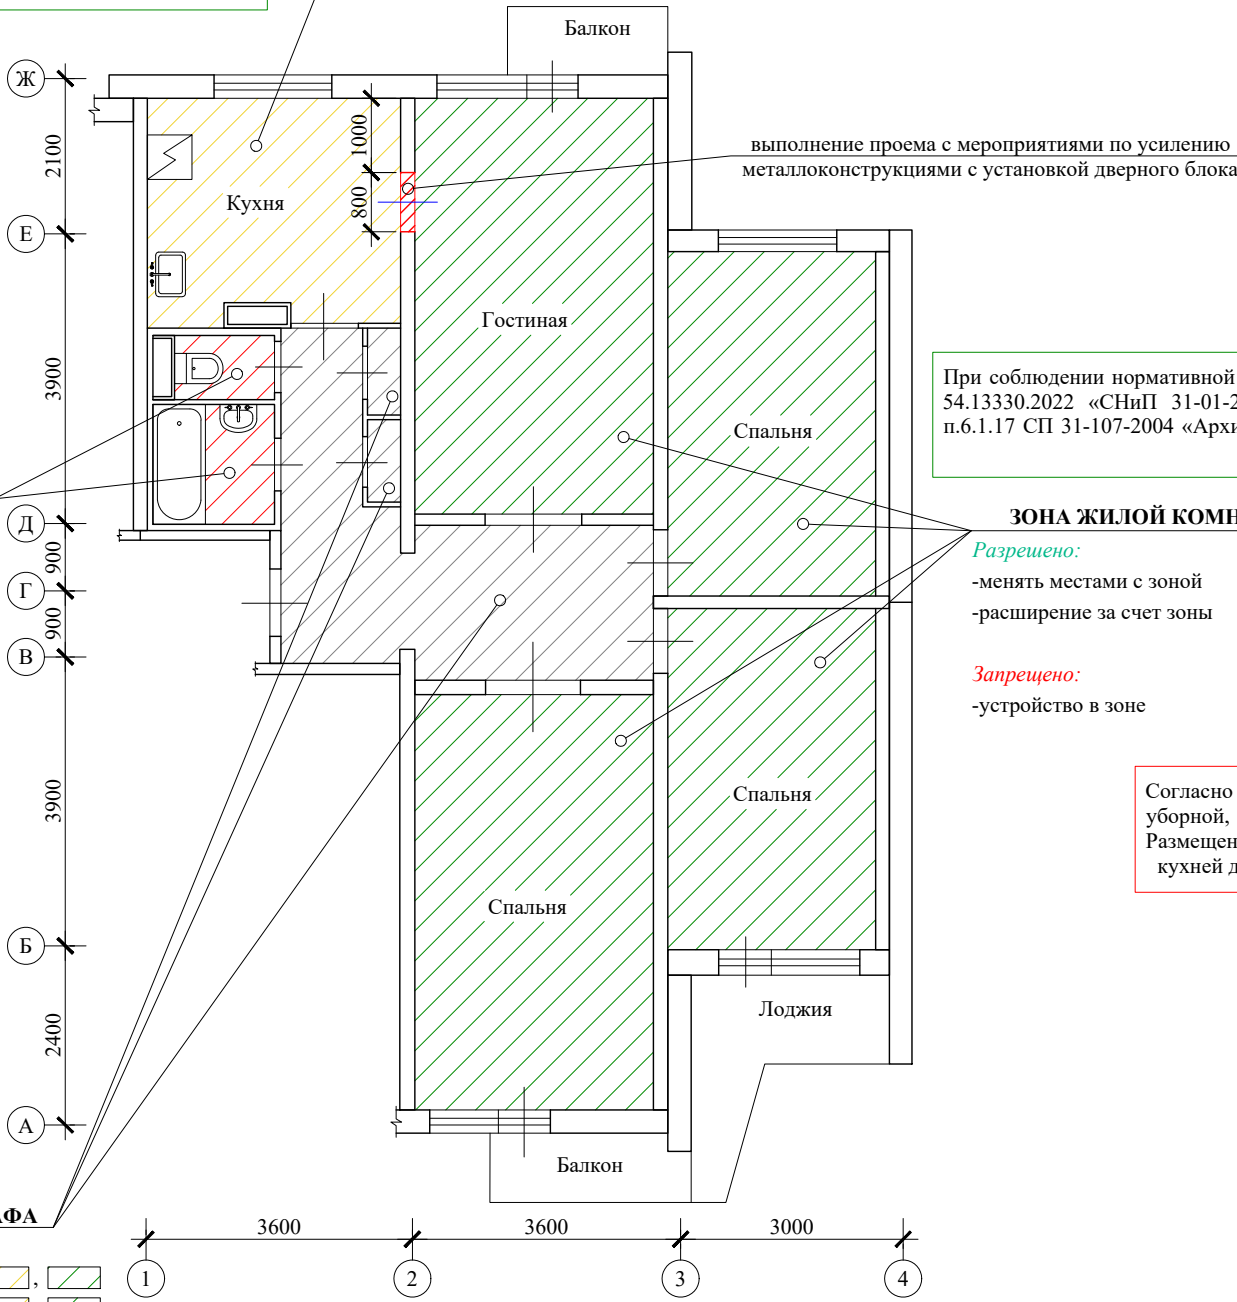 Балкон
Ж
2100
1000
выполнение проема с мероприятиями по усилению
металлоконструкциями с установкой дверного блока
Кухня
800
Е
Гостиная
3900
При соблюдении нормативной
54.13330.2022 «СНиП 31-01-2
п.6.1.17 СП 31-107-2004 «Архи
Спальня
Д
ЗОНА ЖИЛОЙ КОМН
900
Разрешено:
Г
-менять местами с зоной
900
-расширение за счет зоны
В
Запрещено:
-устройство в зоне
3900
Спальня
Согласно
уборной,
Размещен
кухней д
Спальня
Б
Лоджия
2400
А
Балкон
АФА
3600
3600
3000
,
1
2
3
4